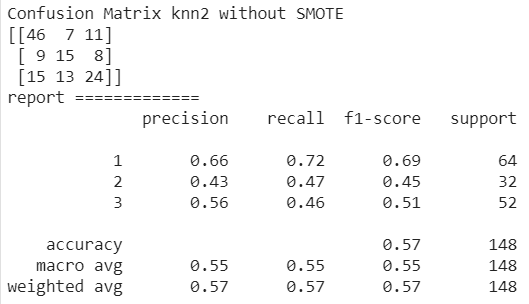 Confusion Matrix knn2 without SMOTE
[[46  7 11]
 [ 9 15  8]
 [15 13 24]]
report =============
              precision    recall  f1-score   support

           1       0.66      0.72      0.69        64
           2       0.43      0.47      0.45        32
           3       0.56      0.46      0.51        52

    accuracy                           0.57       148
   macro avg       0.55      0.55      0.55       148
weighted avg       0.57      0.57      0.57       148